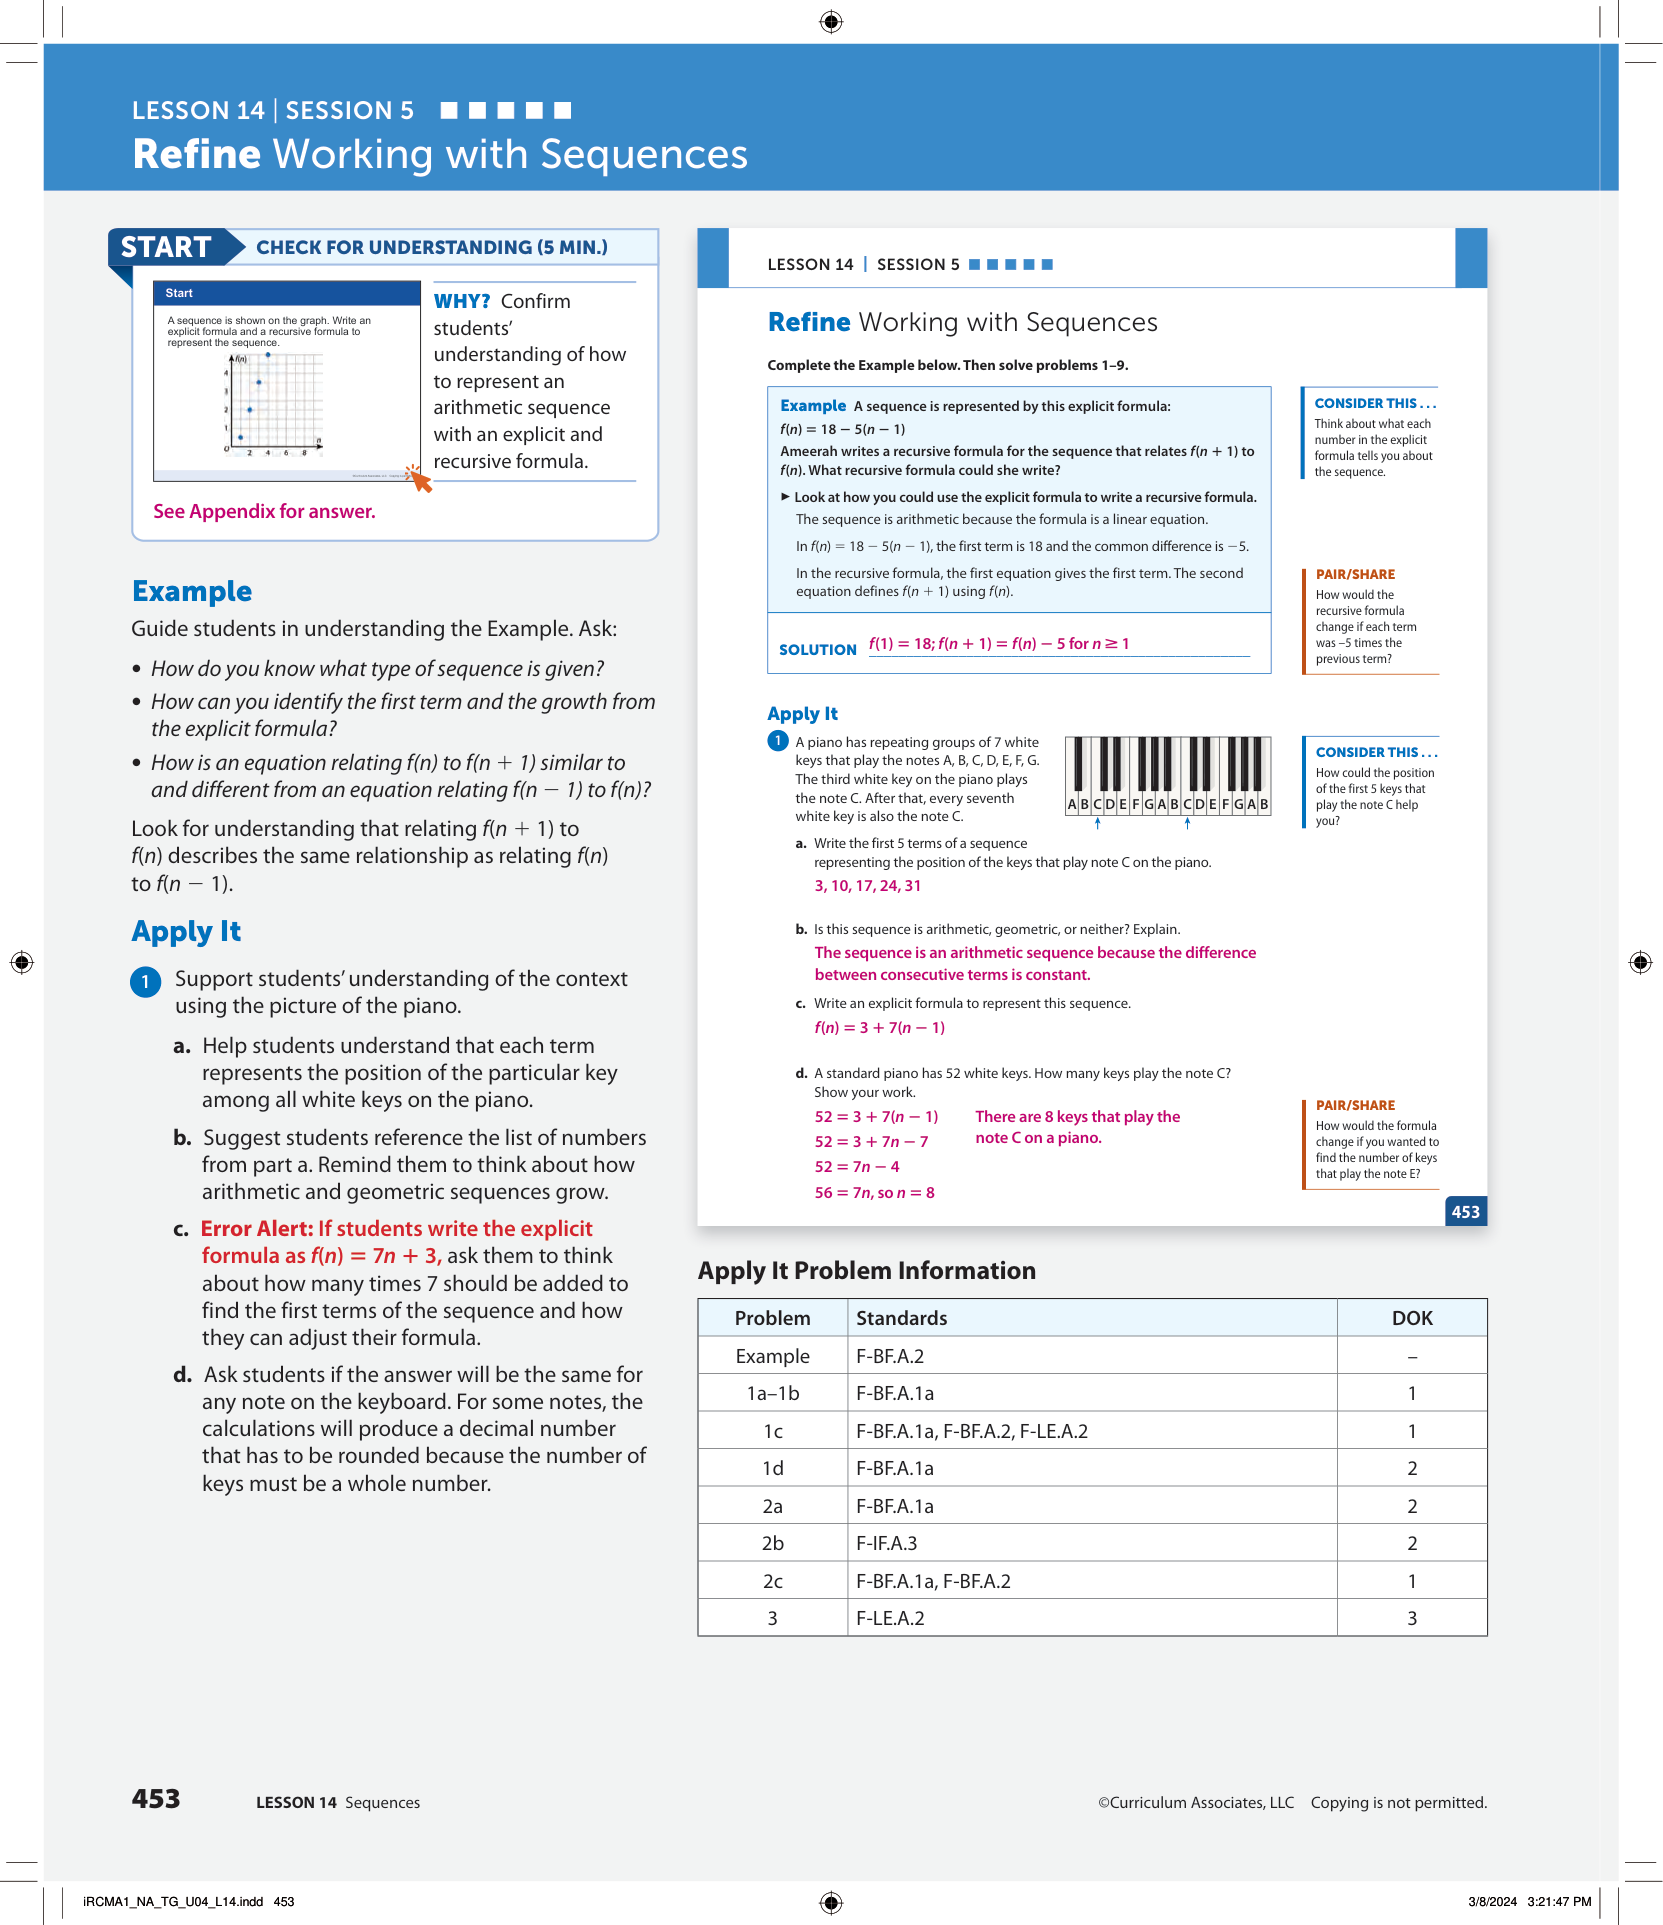 LESSON 14 | SESSION 5
Refine Working with Sequences
START
CHECK FOR UNDERSTANDING (5 MIN.)
Start
A sequence is shown on the graph. Write an
explicit formula and a recursive formula to
represent the sequence.
f(n)
4
3
2
1
O
2 4 6 8
n
WHY? Confirm
students’
understanding of how
to represent an
arithmetic sequence
with an explicit and
recursive formula.
See Appendix for answer.
Example
Guide students in understanding the Example. Ask:
• How do you know what type of sequence is given?
• How can you identify the first term and the growth from
the explicit formula?
• How is an equation relating f(n) to f(n + 1) similar to
and different from an equation relating f(n − 1) to f(n)?
Look for understanding that relating f(n + 1) to
f(n) describes the same relationship as relating f(n)
to f(n − 1).
Apply It
1 Support students’ understanding of the context
using the picture of the piano.
a. Help students understand that each term
represents the position of the particular key
among all white keys on the piano.
b. Suggest students reference the list of numbers
from part a. Remind them to think about how
arithmetic and geometric sequences grow.
c. Error Alert: If students write the explicit
formula as f(n) = 7n + 3, ask them to think
about how many times 7 should be added to
find the first terms of the sequence and how
they can adjust their formula.
d. Ask students if the answer will be the same for
any note on the keyboard. For some notes, the
calculations will produce a decimal number
that has to be rounded because the number of
keys must be a whole number.
LESSON 14 | SESSION 5
Refine Working with Sequences
Complete the Example below. Then solve problems 1–9.
Example A sequence is represented by this explicit formula:
f(n) = 18 − 5(n − 1)
Ameerah writes a recursive formula for the sequence that relates f(n + 1) to
f(n). What recursive formula could she write?
▶ Look at how you could use the explicit formula to write a recursive formula.
The sequence is arithmetic because the formula is a linear equation.
In f(n) = 18 − 5(n − 1), the first term is 18 and the common difference is −5.
In the recursive formula, the first equation gives the first term. The second
equation defines f(n + 1) using f(n).
SOLUTION f(1) = 18; f(n + 1) = f(n) − 5 for n ≥ 1
CONSIDER THIS . . .
Think about what each
number in the explicit
formula tells you about
the sequence.
PAIR/SHARE
How would the
recursive formula
change if each term
was –5 times the
previous term?
Apply It
1 A piano has repeating groups of 7 white
keys that play the notes A, B, C, D, E, F, G.
The third white key on the piano plays
the note C. After that, every seventh
white key is also the note C.
A B C D E F G A B C D E F G A B
a. Write the first 5 terms of a sequence
representing the position of the keys that play note C on the piano.
3, 10, 17, 24, 31
b. Is this sequence is arithmetic, geometric, or neither? Explain.
The sequence is an arithmetic sequence because the difference
between consecutive terms is constant.
c. Write an explicit formula to represent this sequence.
f(n) = 3 + 7(n − 1)
d. A standard piano has 52 white keys. How many keys play the note C?
Show your work.
52 = 3 + 7(n − 1)
52 = 3 + 7n − 7
52 = 7n − 4
56 = 7n, so n = 8
There are 8 keys that play the
note C on a piano.
CONSIDER THIS . . .
How could the position
of the first 5 keys that
play the note C help
you?
PAIR/SHARE
How would the formula
change if you wanted to
find the number of keys
that play the note E?
453
Apply It Problem Information
Problem Standards DOK
Example F-BF.A.2 –
1a–1b F-BF.A.1a 1
1c F-BF.A.1a, F-BF.A.2, F-LE.A.2 1
1d F-BF.A.1a 2
2a F-BF.A.1a 2
2b F-IF.A.3 2
2c F-BF.A.1a, F-BF.A.2 1
3 F-LE.A.2 3
453 LESSON 14 Sequences
©Curriculum Associates, LLC Copying is not permitted.
iRCMA1_NA_TG_U04_L14.indd 453
3/8/2024 3:21:47 PM